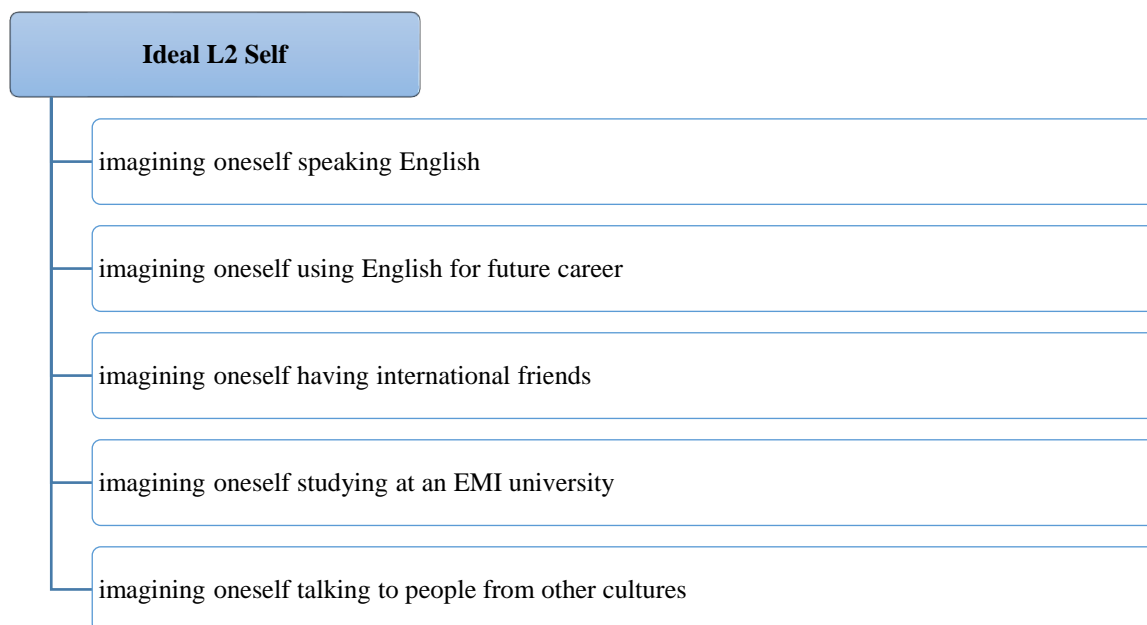 Ideal L2 Self
imagining oneself speaking English
imagining oneself using English for future career
imagining oneself having international friends
imagining oneself studying at an EMI university
imagining oneself talking to people from other cultures